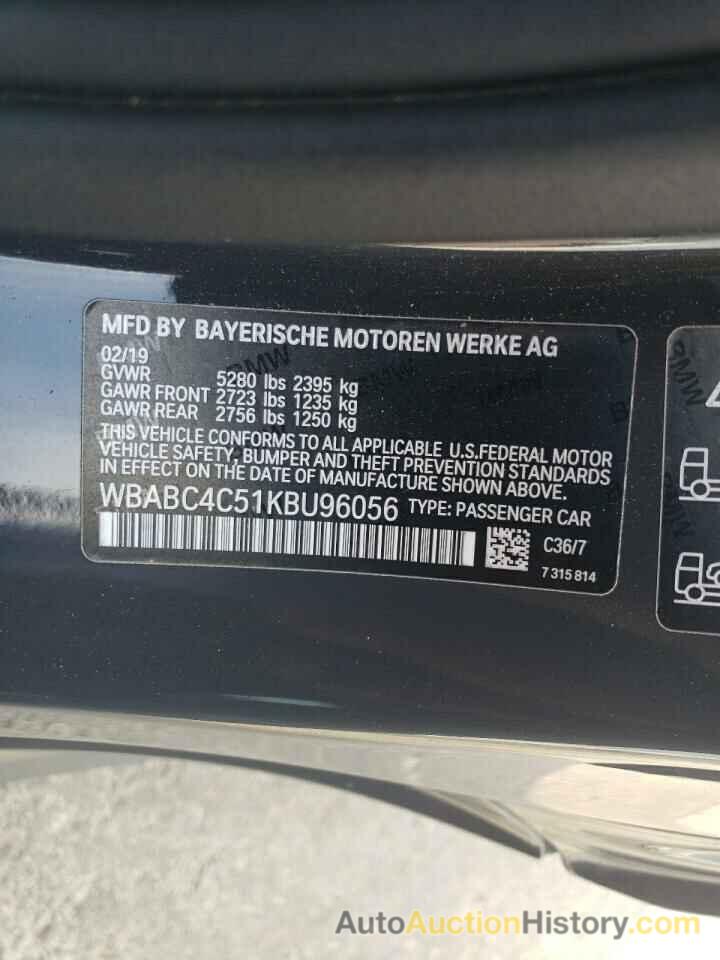 MFD BY BAYERISCHE MOTOREN WERKE AG
02/19
GVWR 5280 lbs 2395 kg
GAWR FRONT 2723 lbs 1235 kg
GAWR REAR 2756 lbs 1250 kg
THIS VEHICLE CONFORMS TO ALL APPLICABLE U.S.FEDERAL MOTOR
VEHICLE SAFETY, BUMPER AND THEFT PREVENTION STANDARDS
IN EFFECT ON THE DATE OF MANUFACTURE SHOWN ABOVE.
WBABC4C51KBU96056 TYPE: PASSENGER CAR
C36/7
7 315 814
AutoAuctionHistory.com